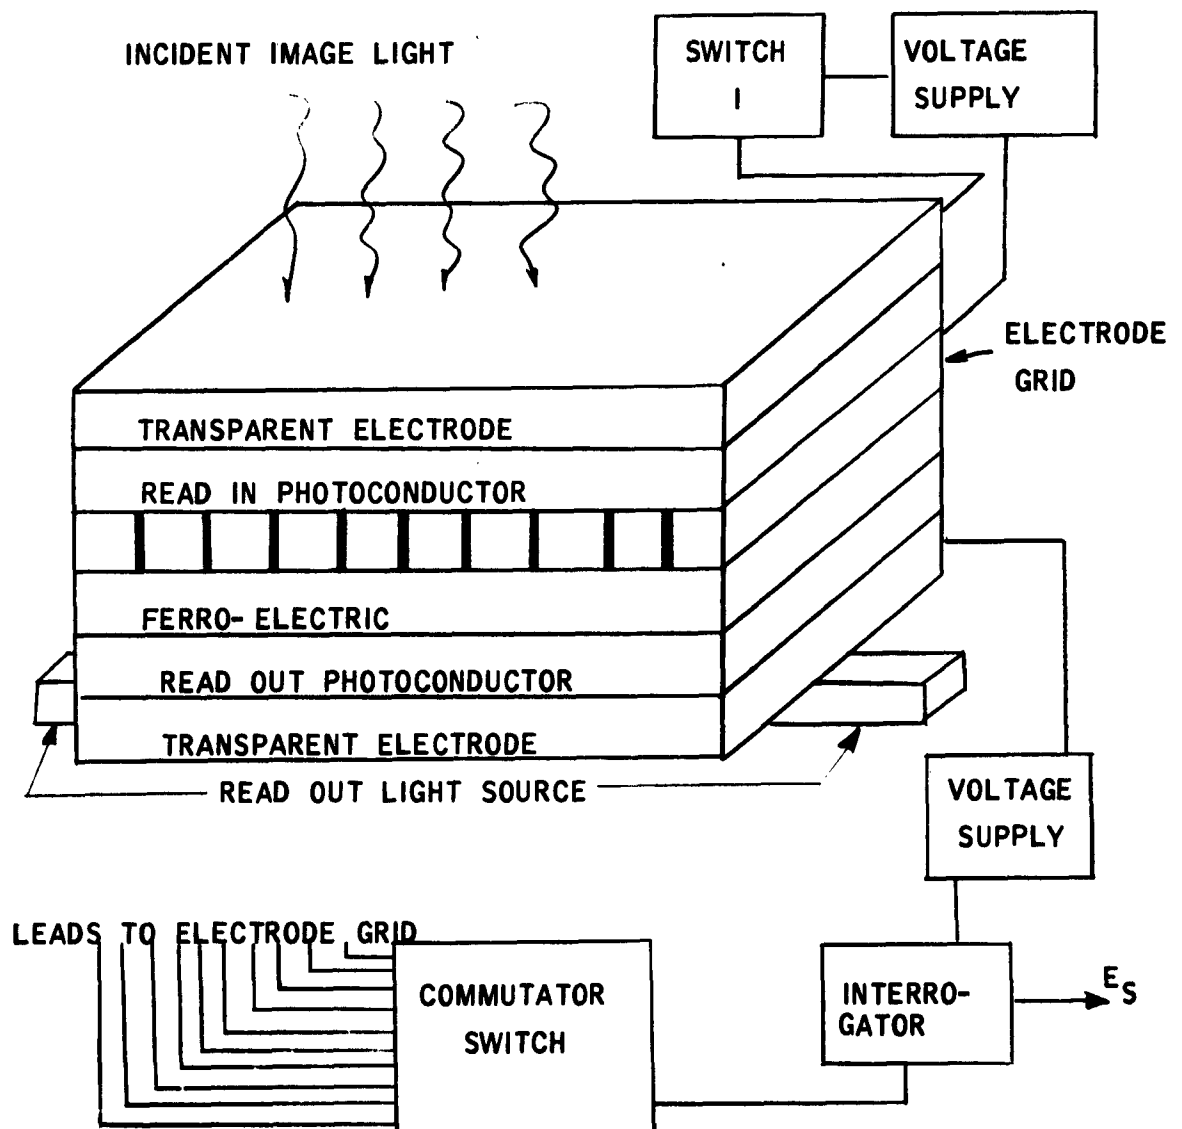 INCIDENT IMAGE LIGHT
SWITCH
1
VOLTAGE
SUPPLY
ELECTRODE
GRID
TRANSPARENT ELECTRODE
READ IN PHOTOCONDUCTOR
FERRO-ELECTRIC
READ OUT PHOTOCONDUCTOR
TRANSPARENT ELECTRODE
READ OUT LIGHT SOURCE
VOLTAGE
SUPPLY
LEADS TO ELECTRODE GRID
COMMUTATOR
SWITCH
INTERRO-
GATOR
ES